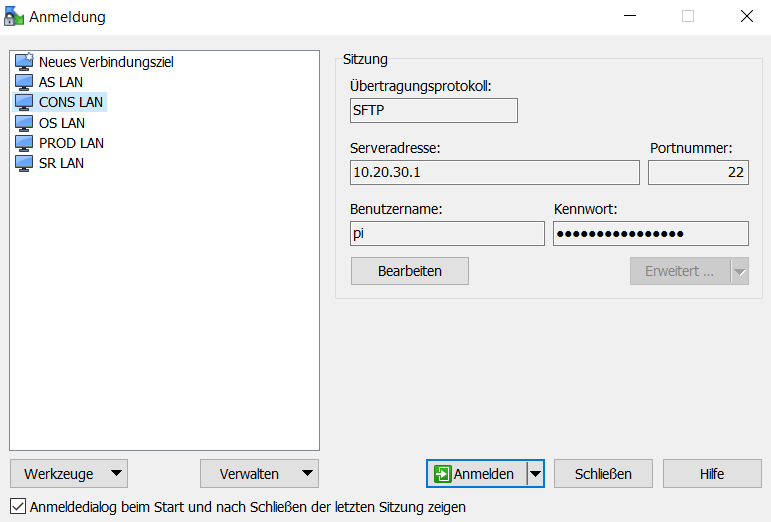 Anmeldung
Neues Verbindungsziel
AS LAN
CONS LAN
OS LAN
PROD LAN
SR LAN
Sitzung
Übertragungsprotokoll:
SFTP
Serveradresse:
Portnummer:
10.20.30.1
22
Benutzername:
Kennwort:
pi
••••••••••••••••
Bearbeiten
Erweitert ...
Werkzeuge
Verwalten
Anmelden
Schließen
Hilfe
Anmeldedialog beim Start und nach Schließen der letzten Sitzung zeigen